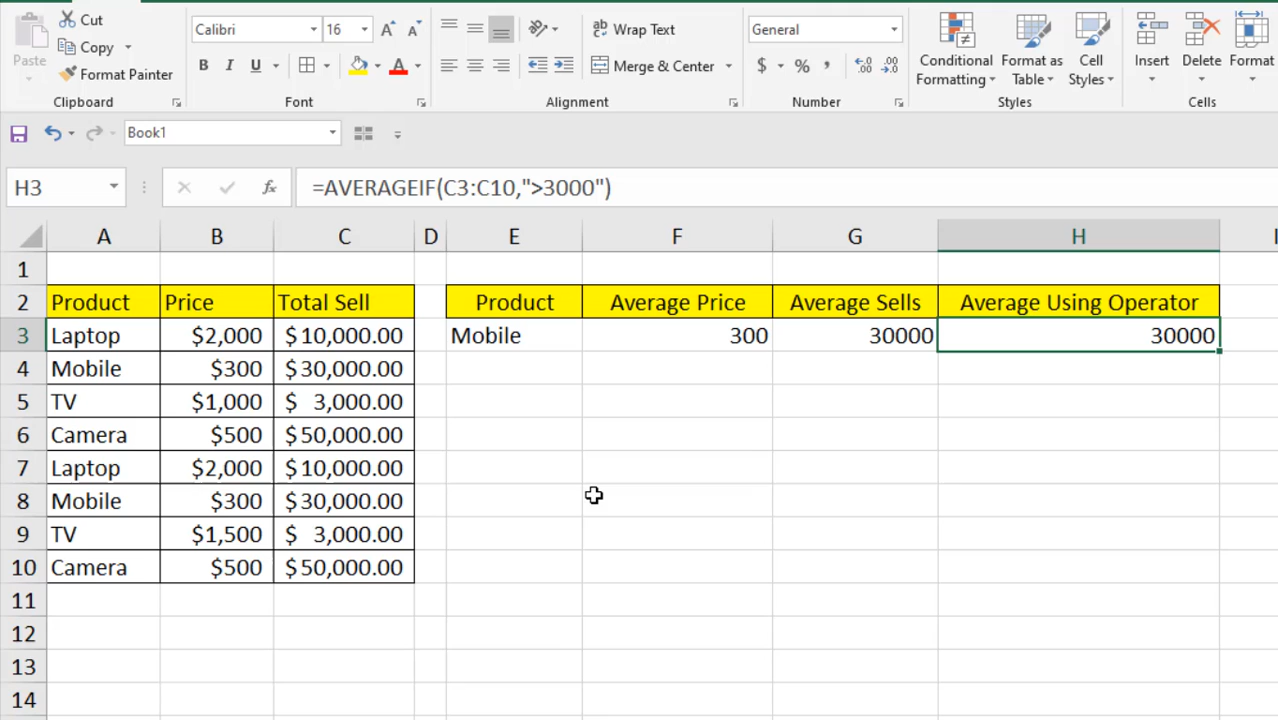 Cut
Calibri 16 Wrap Text General
Copy
Paste Conditional Format as Cell Insert Delete Format
Format Painter B I U A Merge & Center $ % , Formatting Table Styles
Clipboard Font Alignment Number Styles Cells
Book1
H3 fx =AVERAGEIF(C3:C10,">3000")
A B C D E F G H
1
2 Product Price Total Sell Product Average Price Average Sells Average Using Operator
3 Laptop $2,000 $10,000.00 Mobile 300 30000 30000
4 Mobile $300 $30,000.00
5 TV $1,000 $ 3,000.00
6 Camera $500 $50,000.00
7 Laptop $2,000 $10,000.00
8 Mobile $300 $30,000.00
9 TV $1,500 $ 3,000.00
10 Camera $500 $50,000.00
11
12
13
14